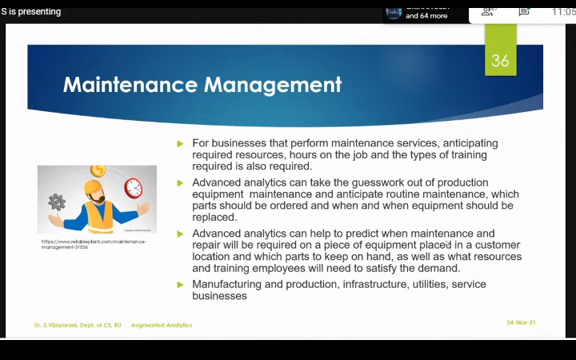 S is presenting
and 64 more
11:05
36
Maintenance Management
For businesses that perform maintenance services, anticipating
required resources, hours on the job and the types of training
required is also required.
Advanced analytics can take the guesswork out of production
equipment maintenance and anticipate routine maintenance, which
parts should be ordered and when and when equipment should be
replaced.
Advanced analytics can help to predict when maintenance and
repair will be required on a piece of equipment placed in a customer
location and which parts to keep on hand, as well as what resources
and training employees will need to satisfy the demand.
Manufacturing and production, infrastructure, utilities, service
businesses
https://www.reliableplant.com/maintenance-
management-31856
Dr. S.Vijayarani, Dept. of CS, BU Augmented Analytics
24-Mar-21